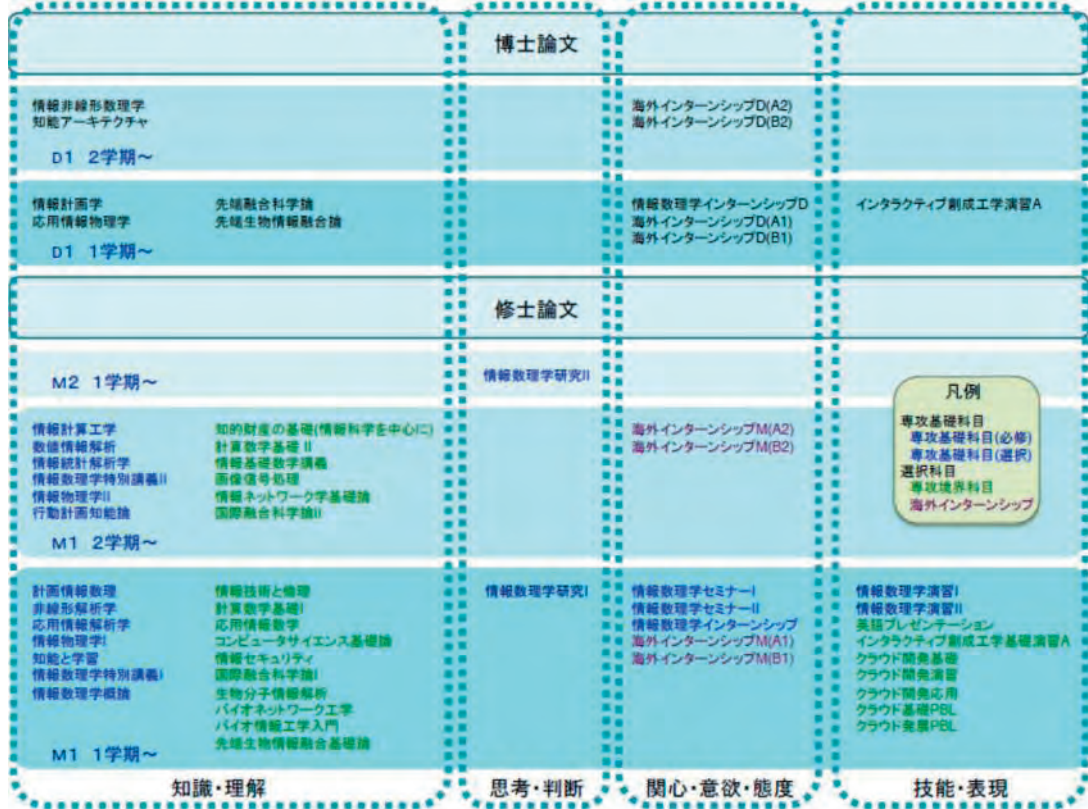 博士論文
情報非線形数理学
知能アーキテクチャ
海外インターンシップD(A2)
海外インターンシップD(B2)
D1 2学期～
情報計画学
応用情報物理学
先端融合科学論
先端生物情報融合論
情報数理学インターンシップD
海外インターンシップD(A1)
海外インターンシップD(B1)
インタラクティブ創成工学演習A
D1 1学期～
修士論文
M2 1学期～
情報数理学研究II
情報計算工学
数値情報解析
情報統計解析学
情報数理学特別講義II
情報物理学II
行動計画知能論
知的財産の基礎(情報科学を中心に)
計算数学基礎 II
情報基礎数学講義
画像信号処理
情報ネットワーク学基礎論
国際融合科学論II
海外インターンシップM(A2)
海外インターンシップM(B2)
凡例
専攻基礎科目
専攻基礎科目(必修)
専攻基礎科目(選択)
選択科目
専攻境界科目
海外インターンシップ
M1 2学期～
計画情報数理
非線形解析学
応用情報解析学
情報物理学I
知能と学習
情報数理学特別講義I
情報数理学概論
情報技術と倫理
計算数学基礎I
応用情報数学
コンピュータサイエンス基礎論
情報セキュリティ
国際融合科学論I
生物分子情報解析
バイオネットワーク工学
バイオ情報工学入門
先端生物情報融合基礎論
情報数理学研究I
情報数理学セミナーI
情報数理学セミナーII
情報数理学インターンシップ
海外インターンシップM(A1)
海外インターンシップM(B1)
情報数理学演習I
情報数理学演習II
英語プレゼンテーション
インタラクティブ創成工学基礎演習A
クラウド開発基礎
クラウド開発演習
クラウド開発応用
クラウド基礎PBL
クラウド発展PBL
M1 1学期～
知識・理解
思考・判断
関心・意欲・態度
技能・表現